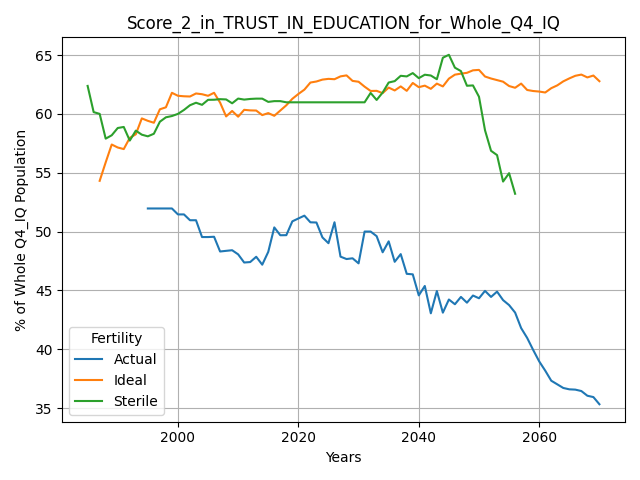 Score_2_in_TRUST_IN_EDUCATION_for_Whole_Q4_IQ
% of Whole Q4_IQ Population
65
60
55
50
45
40
35
Fertility
Actual
Ideal
Sterile
2000
2020
2040
2060
Years